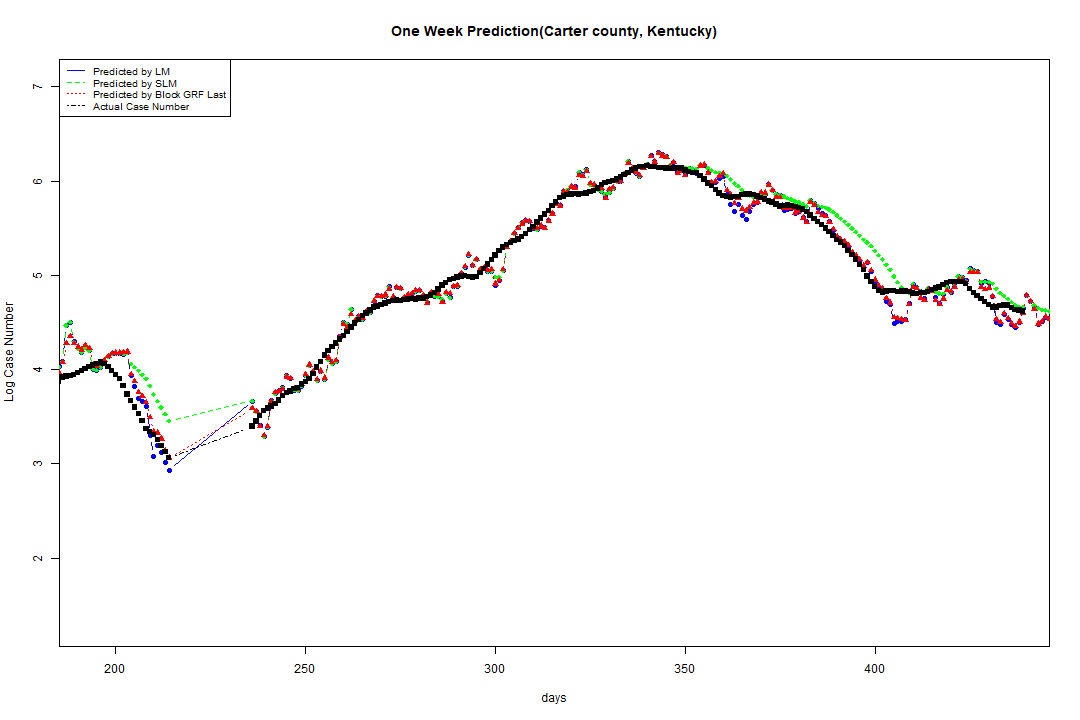 One Week Prediction(Carter county, Kentucky)
Predicted by LM
Predicted by SLM
Predicted by Block GRF Last
Actual Case Number
7
6
5
4
3
2
Log Case Number
200 250 300 350 400
days